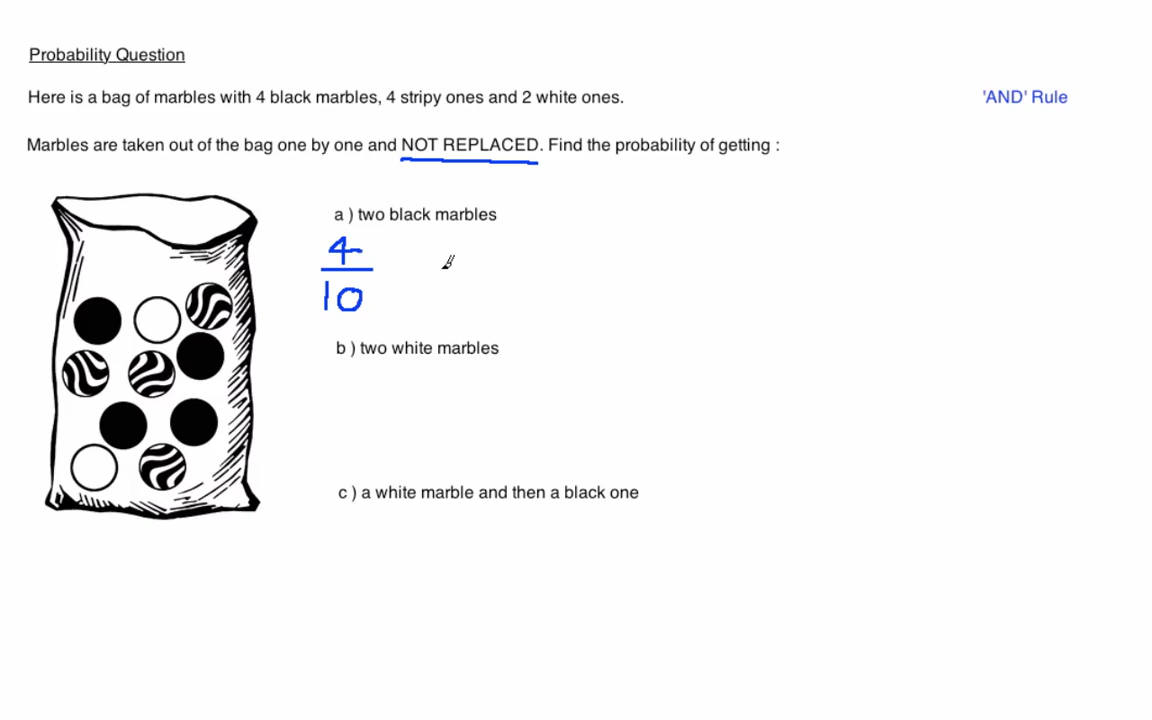 Probability Question
Here is a bag of marbles with 4 black marbles, 4 stripy ones and 2 white ones.
'AND' Rule
Marbles are taken out of the bag one by one and NOT REPLACED. Find the probability of getting :
a ) two black marbles
4
10
b ) two white marbles
c ) a white marble and then a black one